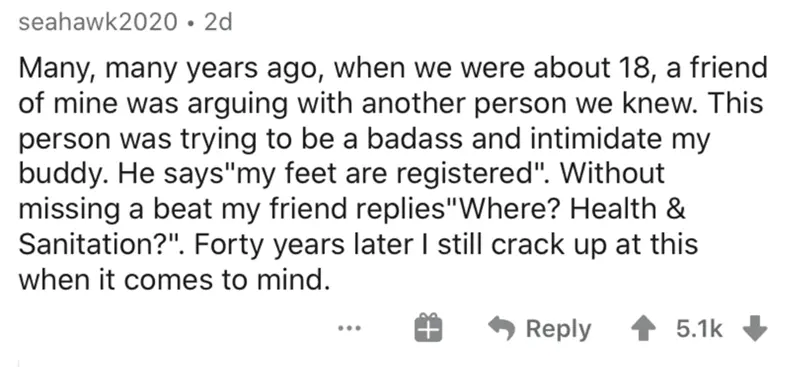 seahawk2020 • 2d
Many, many years ago, when we were about 18, a friend
of mine was arguing with another person we knew. This
person was trying to be a badass and intimidate my
buddy. He says"my feet are registered". Without
missing a beat my friend replies"Where? Health &
Sanitation?". Forty years later I still crack up at this
when it comes to mind.
... Reply 5.1k